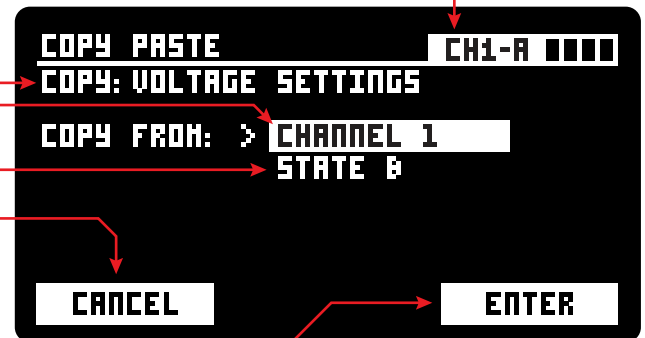 COPY PASTE CH1-A
COPY: VOLTAGE SETTINGS
COPY FROM: > CHANNEL 1
STATE B
CANCEL ENTER